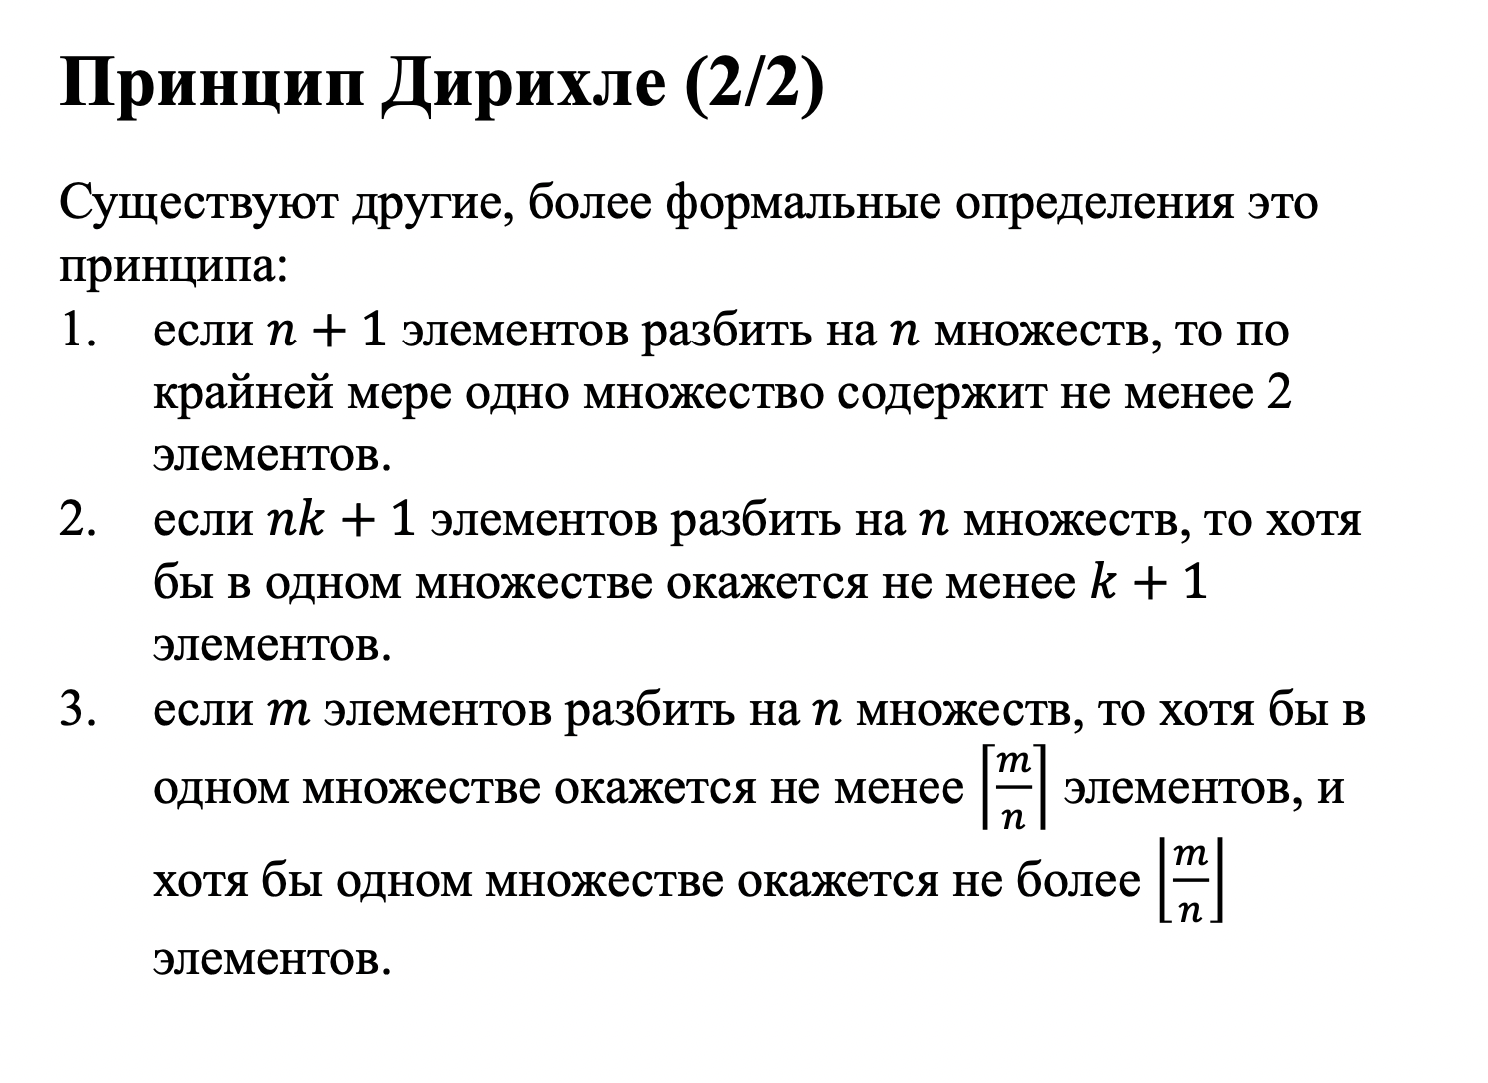 Принцип Дирихле (2/2)
Существуют другие, более формальные определения это
принципа:
1. если n + 1 элементов разбить на n множеств, то по
крайней мере одно множество содержит не менее 2
элементов.
2. если nk + 1 элементов разбить на n множеств, то хотя
бы в одном множестве окажется не менее k + 1
элементов.
3. если m элементов разбить на n множеств, то хотя бы в
одном множестве окажется не менее ⌈m/n⌉ элементов, и
хотя бы одном множестве окажется не более ⌊m/n⌋
элементов.